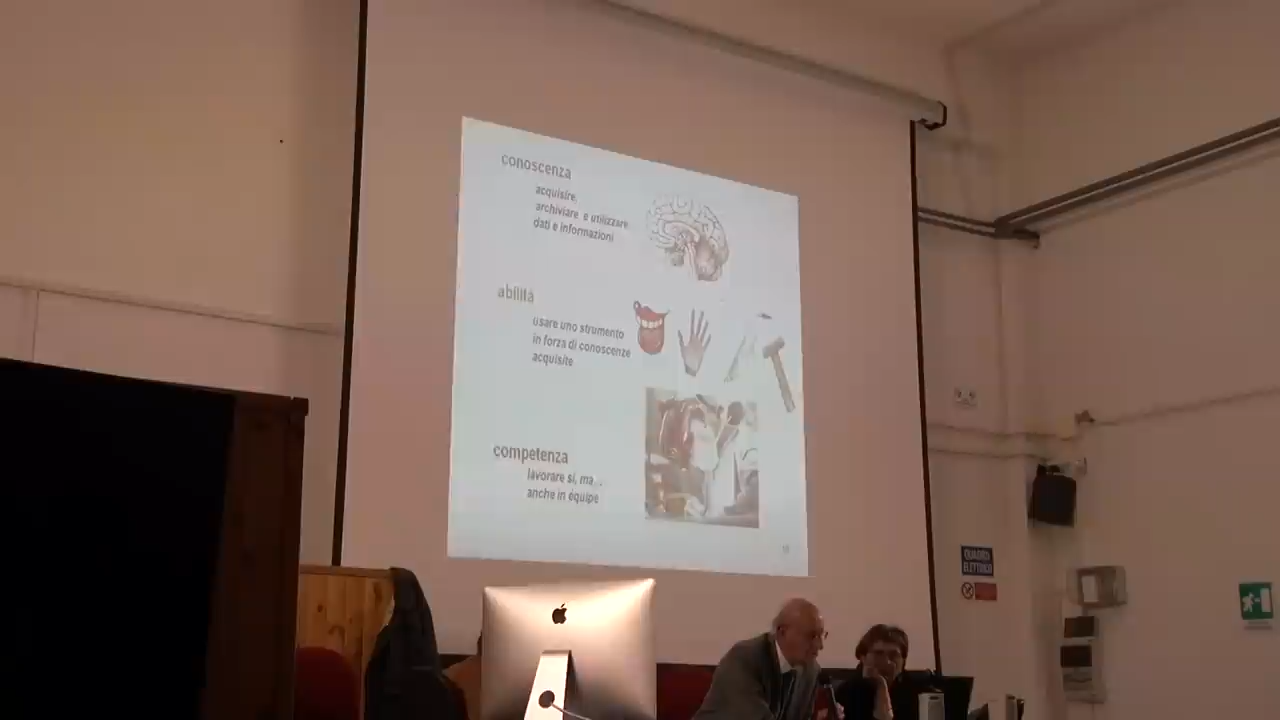 conoscenza
acquisire,
archiviare e utilizzare
dati e informazioni
abilità
usare uno strumento
in forza di conoscenze
acquisite
competenza
lavorare sì, ma...
anche in équipe
QUADRO
ELETTRICO